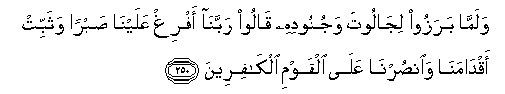 وَلَمَّا بَرَزُوا۟ لِجَالُوتَ وَجُنُودِهِۦ قَالُوا۟ رَبَّنَآ أَفْرِغْ عَلَيْنَا صَبْرًا وَثَبِّتْ
أَقْدَامَنَا وَٱنصُرْنَا عَلَى ٱلْقَوْمِ ٱلْكَـٰفِرِينَ ﴿٢٥٠﴾